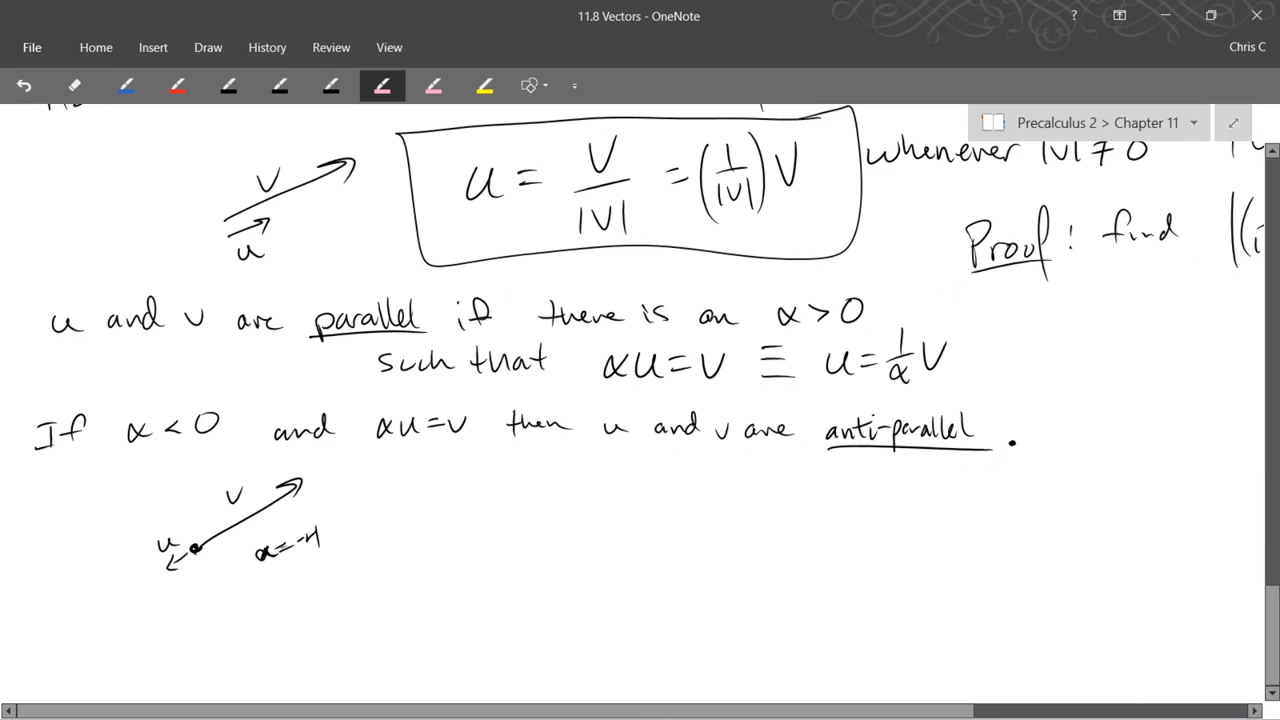 11.8 Vectors - OneNote
?
File Home Insert Draw History Review View
Chris C
Precalculus 2 > Chapter 11
V
u
u = V/|V| = (1/|V|) V
whenever |V| ≠ 0
Proof: find
u and v are parallel if there is an α > 0
such that αu = v ≡ u = 1/α V
If α < 0 and αu = v then u and v are anti-parallel.
V
u